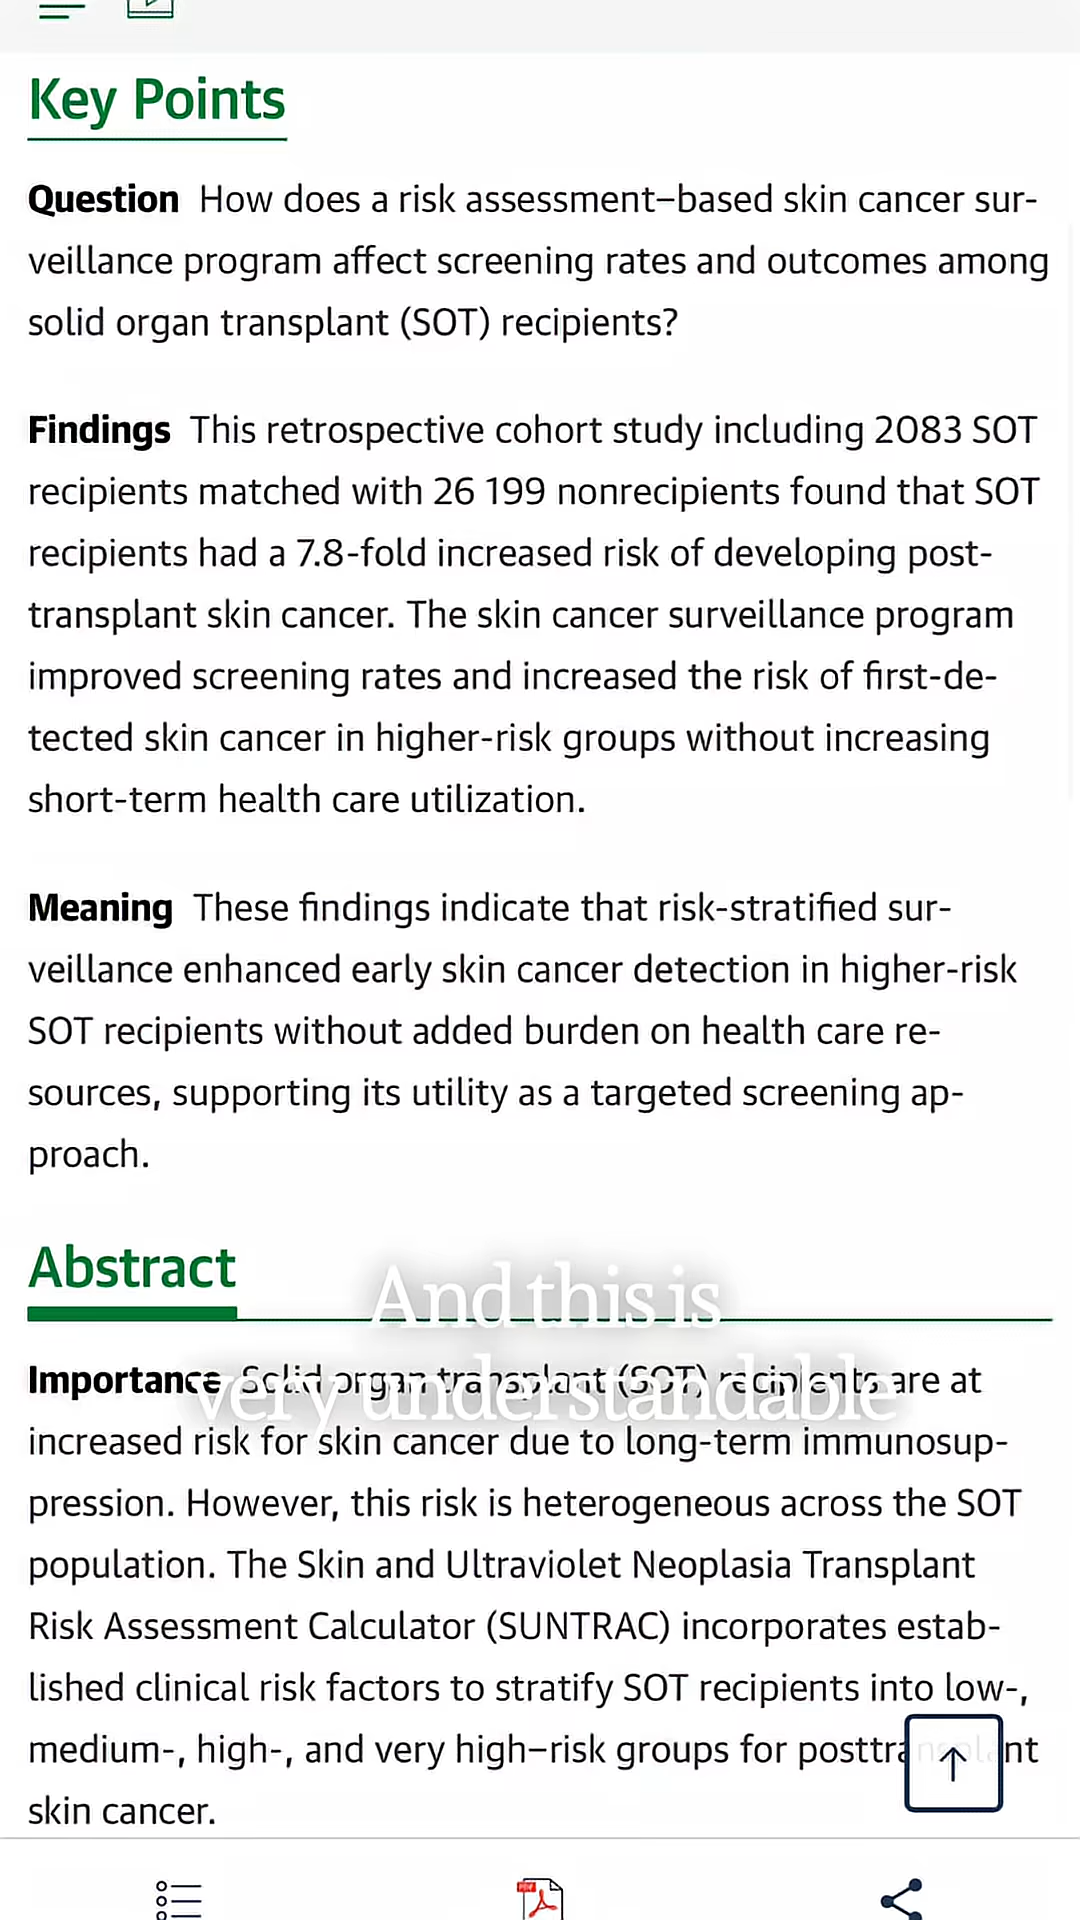 Key Points
Question How does a risk assessment–based skin cancer sur-
veillance program affect screening rates and outcomes among
solid organ transplant (SOT) recipients?
Findings This retrospective cohort study including 2083 SOT
recipients matched with 26 199 nonrecipients found that SOT
recipients had a 7.8-fold increased risk of developing post-
transplant skin cancer. The skin cancer surveillance program
improved screening rates and increased the risk of first-de-
tected skin cancer in higher-risk groups without increasing
short-term health care utilization.
Meaning These findings indicate that risk-stratified sur-
veillance enhanced early skin cancer detection in higher-risk
SOT recipients without added burden on health care re-
sources, supporting its utility as a targeted screening ap-
proach.
Abstract
And this is
very understandable
Importance Solid organ transplant (SOT) recipients are at
increased risk for skin cancer due to long-term immunosup-
pression. However, this risk is heterogeneous across the SOT
population. The Skin and Ultraviolet Neoplasia Transplant
Risk Assessment Calculator (SUNTRAC) incorporates estab-
lished clinical risk factors to stratify SOT recipients into low-,
medium-, high-, and very high–risk groups for posttransplant
skin cancer.
PDF